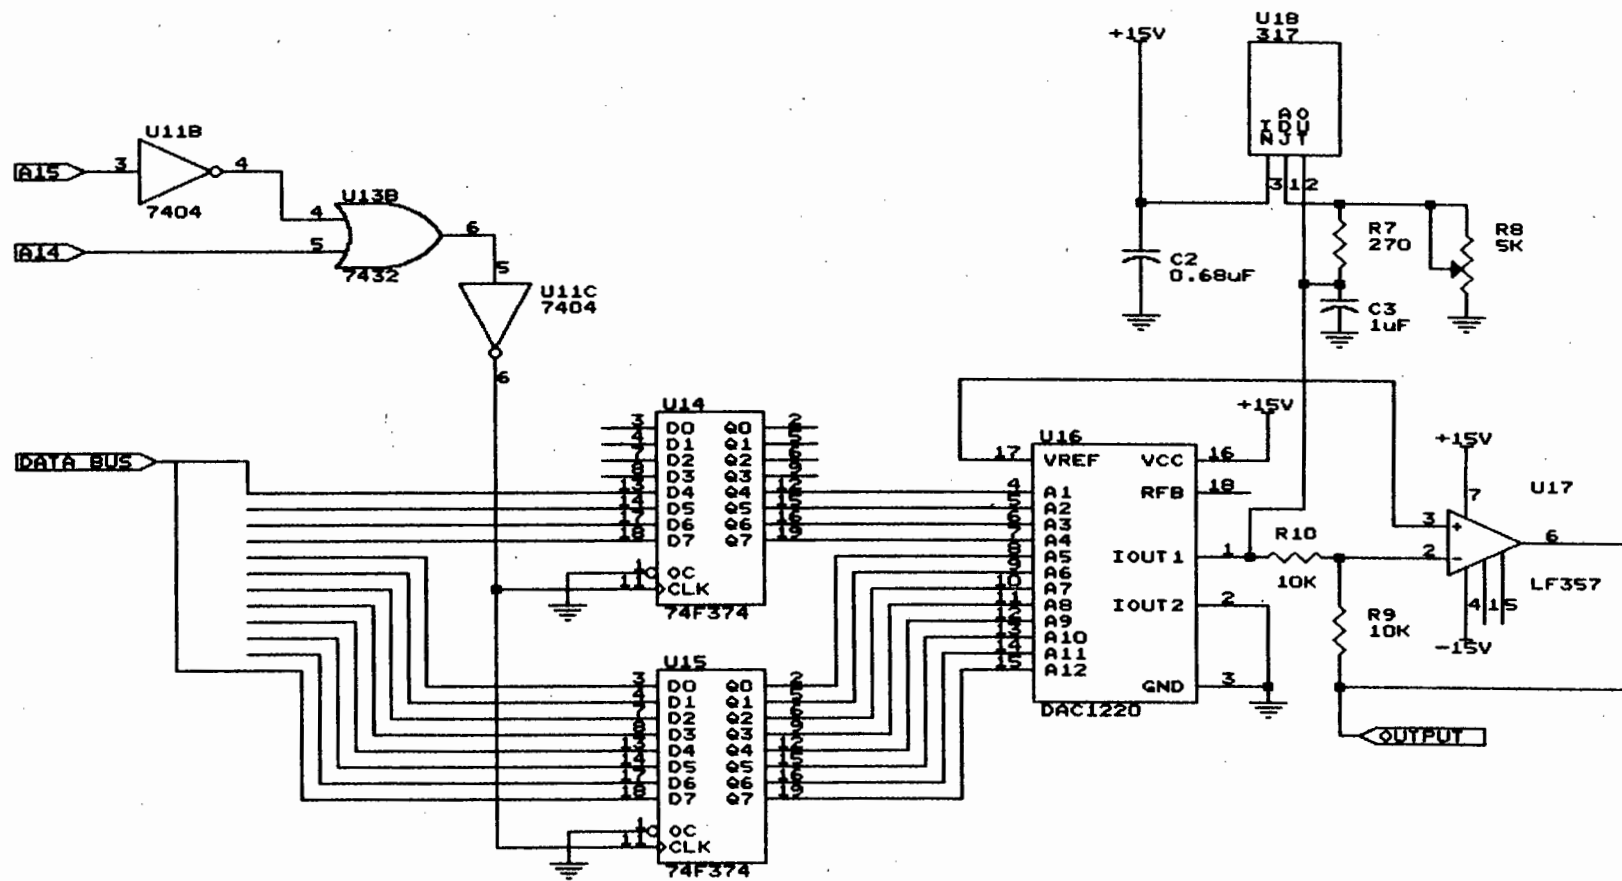 U18
317
+15V
IN
ADJ
OUT
3 1 2
U11B
A15
3
4
7404
U13B
4
5
6
A14
7432
5
U11C
7404
6
R7
270
R8
5K
C2
0.68uF
C3
1uF
DATA BUS
U14
D0 Q0
D1 Q1
D2 Q2
D3 Q3
D4 Q4
D5 Q5
D6 Q6
D7 Q7
OC
CLK
74F374
U15
D0 Q0
D1 Q1
D2 Q2
D3 Q3
D4 Q4
D5 Q5
D6 Q6
D7 Q7
OC
CLK
74F374
+15V
U16
17 VREF VCC 16
A1 RFB 18
A2
A3
A4
A5 IOUT1 1
A6
A7
A8 IOUT2 2
A9
A10
A11
A12
GND 3
DAC1220
R10
10K
R9
10K
+15V
7
U17
3 +
2 -
6
LF357
4 1 5
-15V
OUTPUT